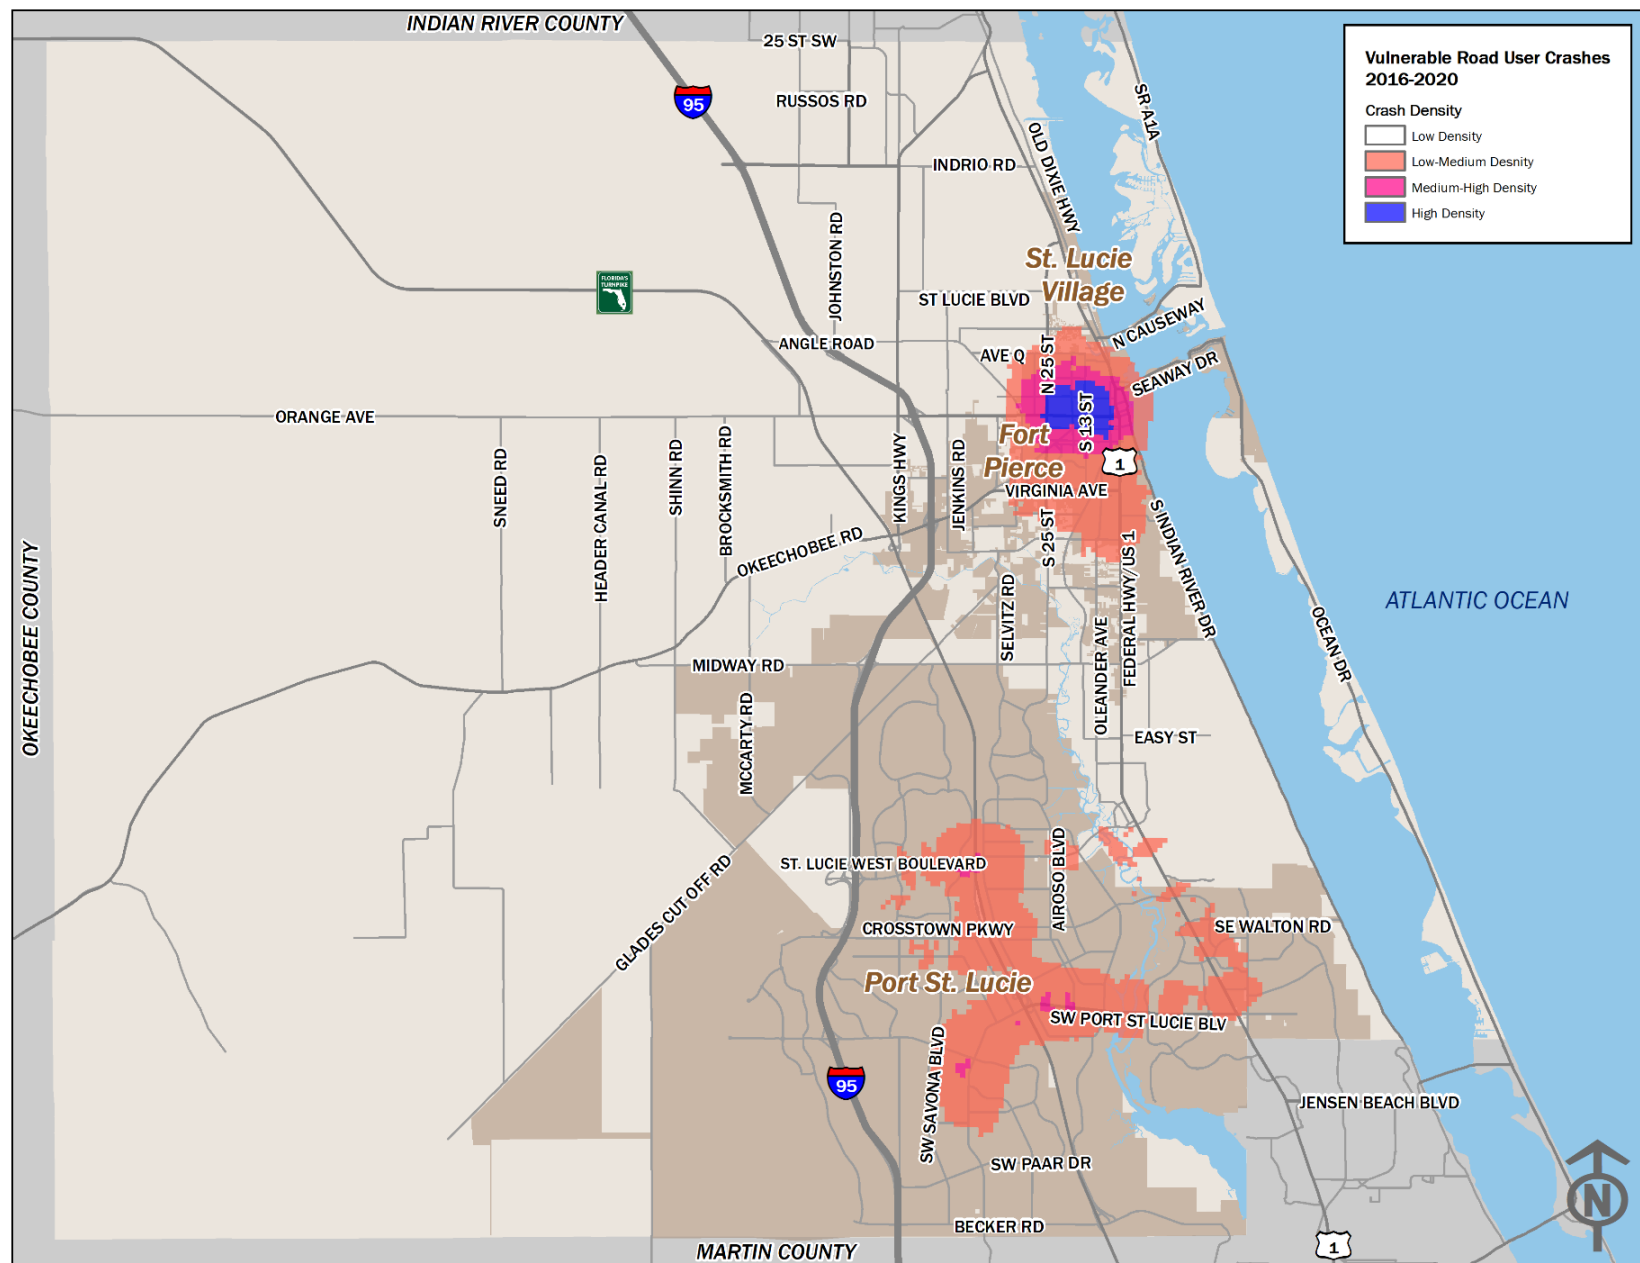 INDIAN RIVER COUNTY
25 ST SW
Vulnerable Road User Crashes
2016-2020
Crash Density
Low Density
Low-Medium Desnity
Medium-High Density
High Density
95
RUSSOS RD
SR A1A
OLD DIXIE HWY
INDRIO RD
JOHNSTON RD
St. Lucie
Village
FLORIDA'S
TURNPIKE
ST LUCIE BLVD
N CAUSEWAY
ANGLE ROAD
AVE Q
N 25 ST
SEAWAY DR
ORANGE AVE
S 13 ST
Fort
Pierce
1
SNEED RD
HEADER CANAL RD
SHINN RD
BROCKSMITH RD
KINGS HWY
JENKINS RD
VIRGINIA AVE
S 25 ST
S INDIAN RIVER DR
OKEECHOBEE RD
OKEECHOBEE COUNTY
SELVITZ RD
OLEANDER AVE
FEDERAL HWY/US 1
ATLANTIC OCEAN
OCEAN DR
MIDWAY RD
MCCARTY RD
EASY ST
ST. LUCIE WEST BOULEVARD
AIROSO BLVD
GLADES CUT OFF RD
CROSSTOWN PKWY
SE WALTON RD
Port St. Lucie
SW PORT ST LUCIE BLV
SW SAVONA BLVD
95
JENSEN BEACH BLVD
SW PAAR DR
N
BECKER RD
1
MARTIN COUNTY